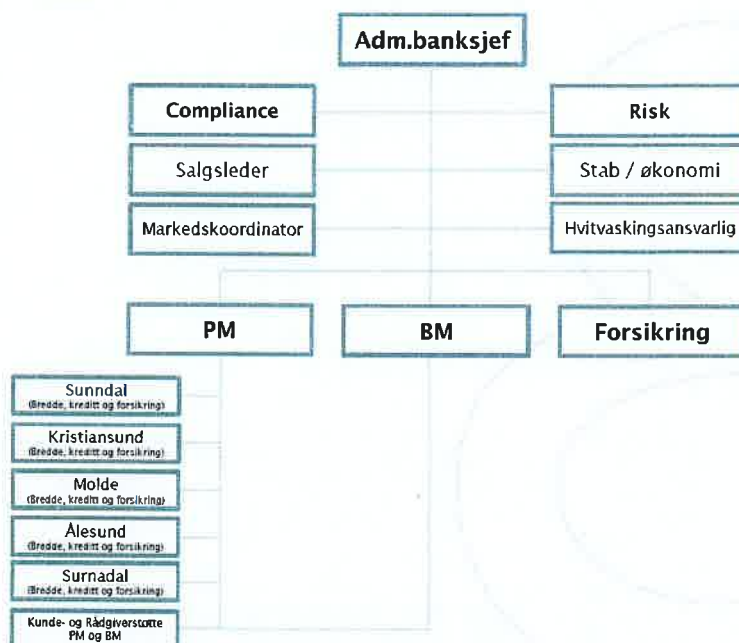 Adm.banksjef
Compliance
Risk
Salgsleder
Stab / økonomi
Markedskoordinator
Hvitvaskingsansvarlig
PM
BM
Forsikring
Sunndal
(Bredde, kreditt og forsikring)
Kristiansund
(Bredde, kreditt og forsikring)
Molde
(Bredde, kreditt og forsikring)
Ålesund
(Bredde, kreditt og forsikring)
Surnadal
(Bredde, kreditt og forsikring)
Kunde- og Rådgiverstøtte
PM og BM